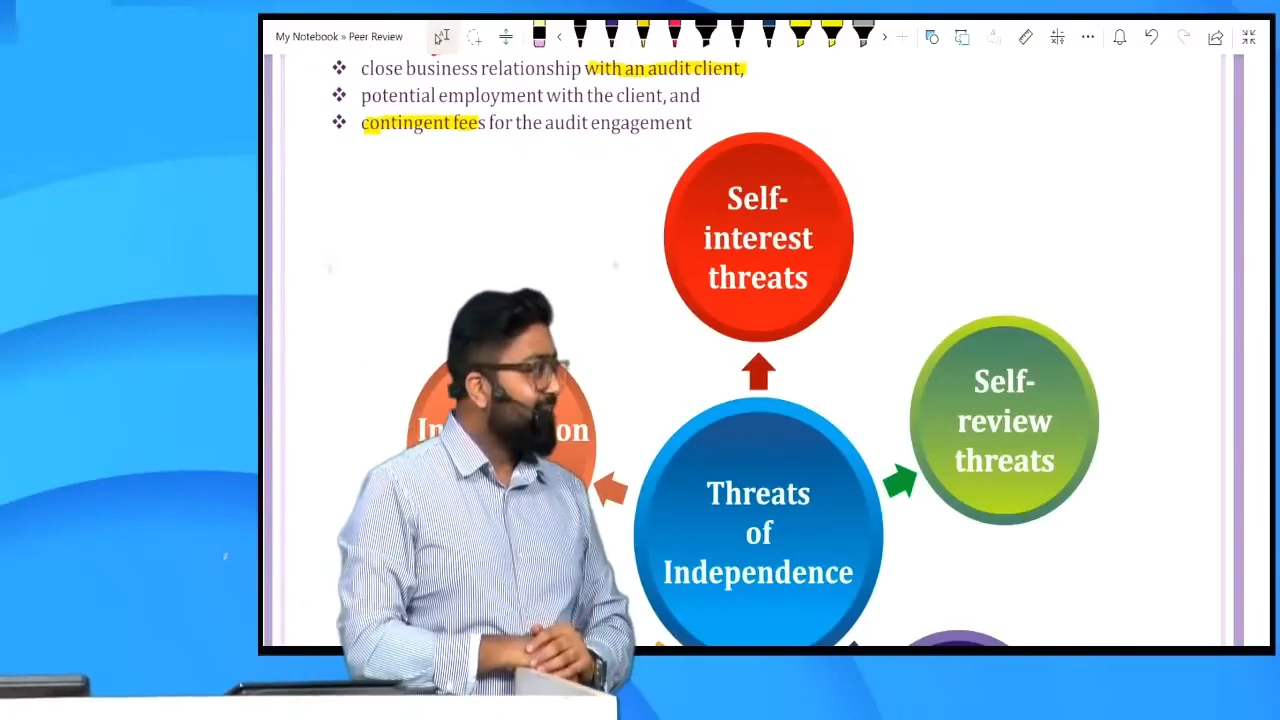 My Notebook » Peer Review
close business relationship with an audit client,
potential employment with the client, and
contingent fees for the audit engagement
Self-
interest
threats
Self-
review
threats
Threats
of
Independence